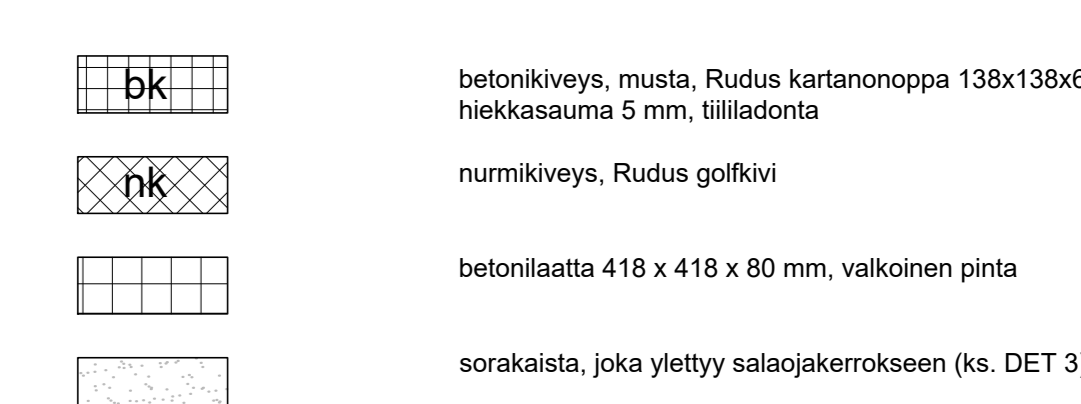 bk
betonikiveys, musta, Rudus kartanonoppa 138x138x6
hiekkasauma 5 mm, tiililadonta
nk
nurmikiveys, Rudus golfkivi
betonilaatta 418 x 418 x 80 mm, valkoinen pinta
sorakaista, joka ylettyy salaojakerrokseen (ks. DET 3)